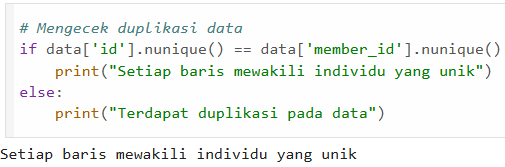 # Mengecek duplikasi data
if data['id'].nunique() == data['member_id'].nunique()
print("Setiap baris mewakili individu yang unik")
else:
print("Terdapat duplikasi pada data")
Setiap baris mewakili individu yang unik